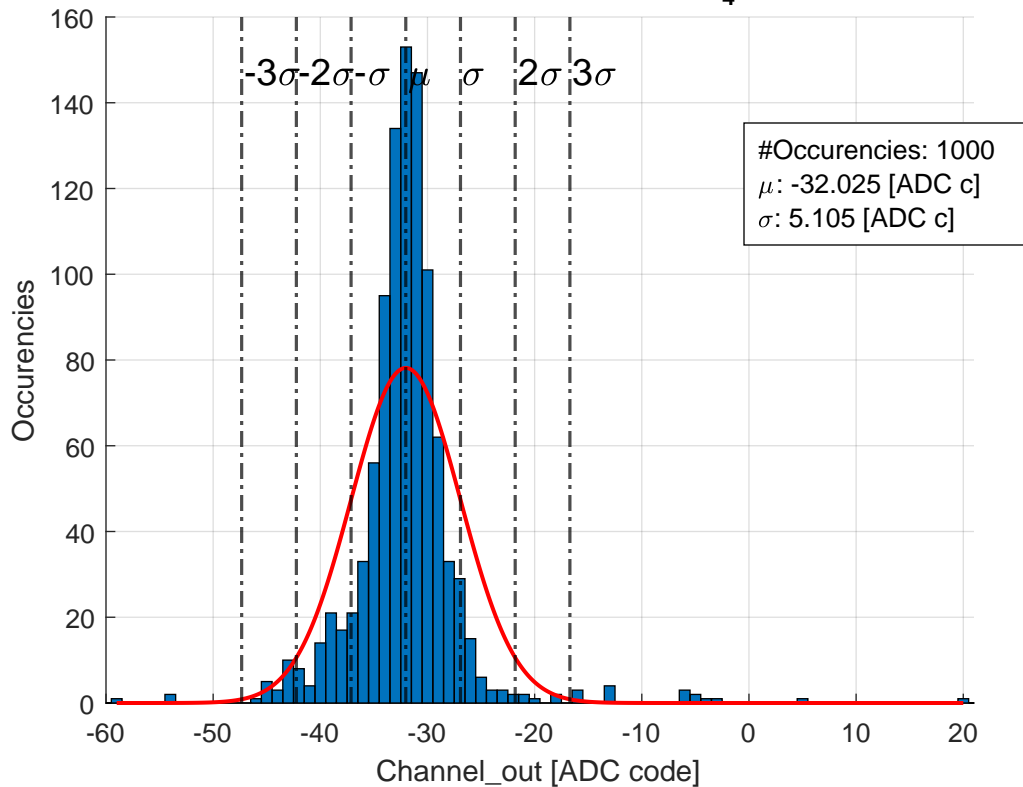 4
160
140
120
100
80
60
40
20
0
-3σ -2σ -σ μ σ 2σ 3σ
#Occurencies: 1000
μ: -32.025 [ADC c]
σ: 5.105 [ADC c]
Occurencies
-60 -50 -40 -30 -20 -10 0 10 20
Channel_out [ADC code]